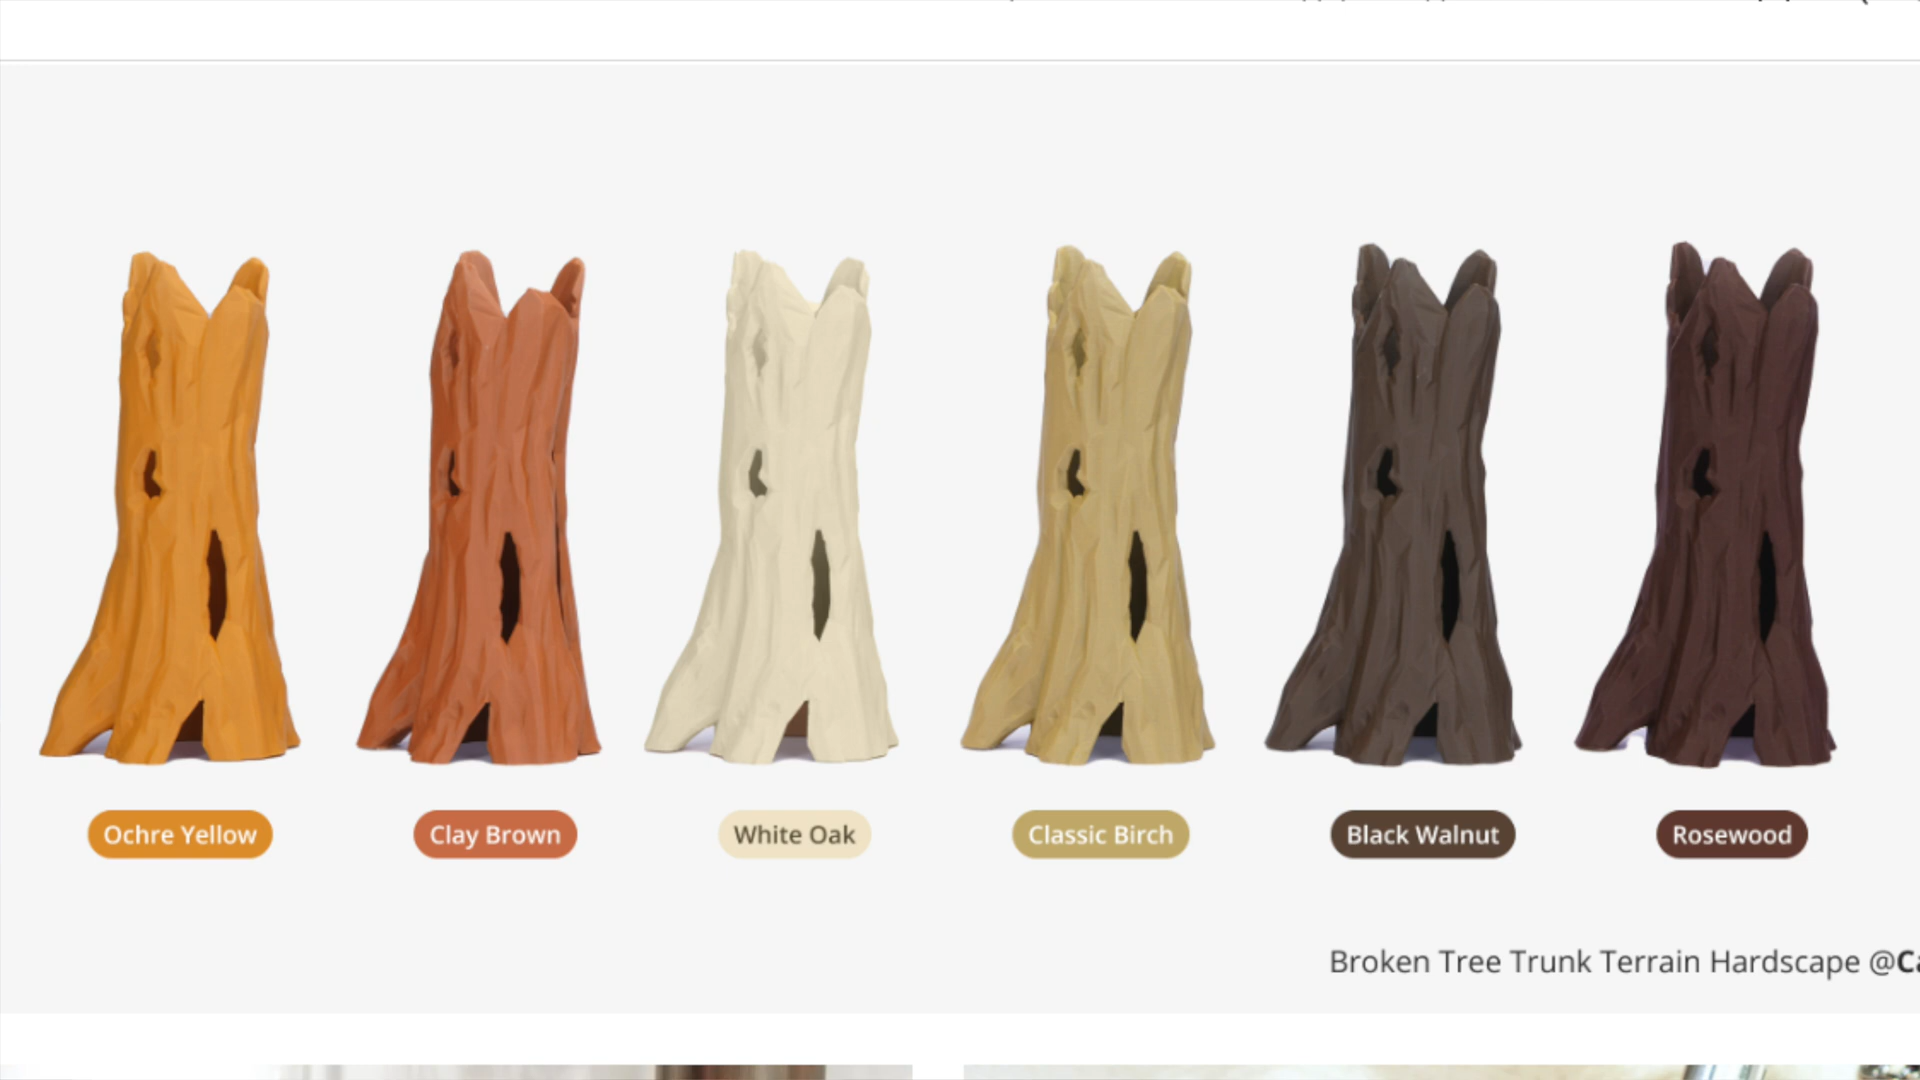 Ochre Yellow
Clay Brown
White Oak
Classic Birch
Black Walnut
Rosewood
Broken Tree Trunk Terrain Hardscape @